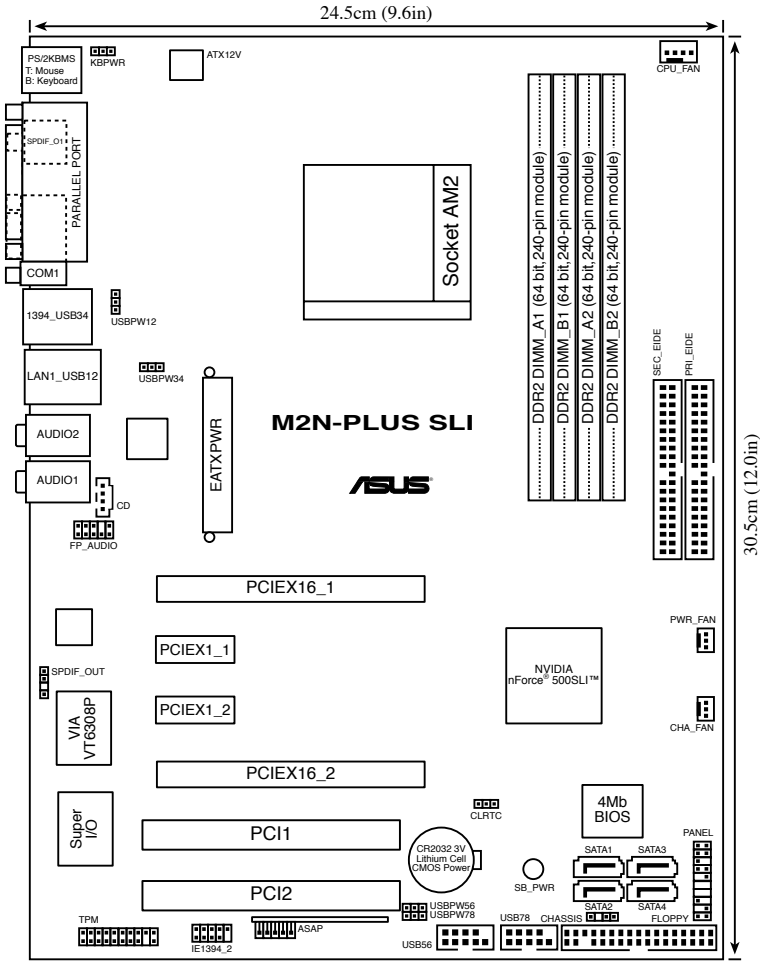 24.5cm (9.6in)
PS/2KBMS
T: Mouse
B: Keyboard
KBPWR
ATX12V
CPU_FAN
SPDIF_O1
PARALLEL PORT
COM1
1394_USB34
USBPW12
LAN1_USB12
USBPW34
AUDIO2
AUDIO1
CD
FP_AUDIO
EATXPWR
Socket AM2
M2N-PLUS SLI
ASUS®
DDR2 DIMM_A1 (64 bit,240-pin module)
DDR2 DIMM_B1 (64 bit,240-pin module)
DDR2 DIMM_A2 (64 bit,240-pin module)
DDR2 DIMM_B2 (64 bit,240-pin module)
SEC_EIDE
PRI_EIDE
30.5cm (12.0in)
PCIEX16_1
PCIEX1_1
PCIEX1_2
PCIEX16_2
PCI1
PCI2
NVIDIA
nForce® 500SLI™
PWR_FAN
CHA_FAN
SPDIF_OUT
VIA
VT6308P
Super
I/O
CLRTC
CR2032 3V
Lithium Cell
CMOS Power
4Mb
BIOS
PANEL
SATA1
SATA3
SATA2
SATA4
SB_PWR
USBPW56
USBPW78
TPM
IE1394_2
ASAP
USB56
USB78
CHASSIS
FLOPPY